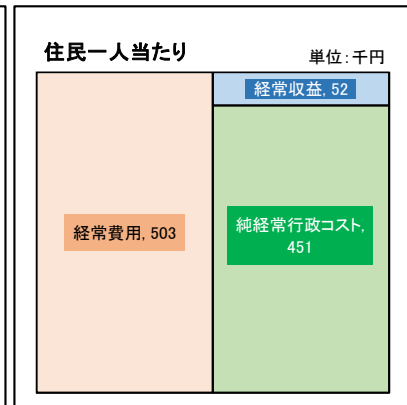 住民一人当たり
単位:千円
経常収益, 52
経常費用, 503
純経常行政コスト,
451